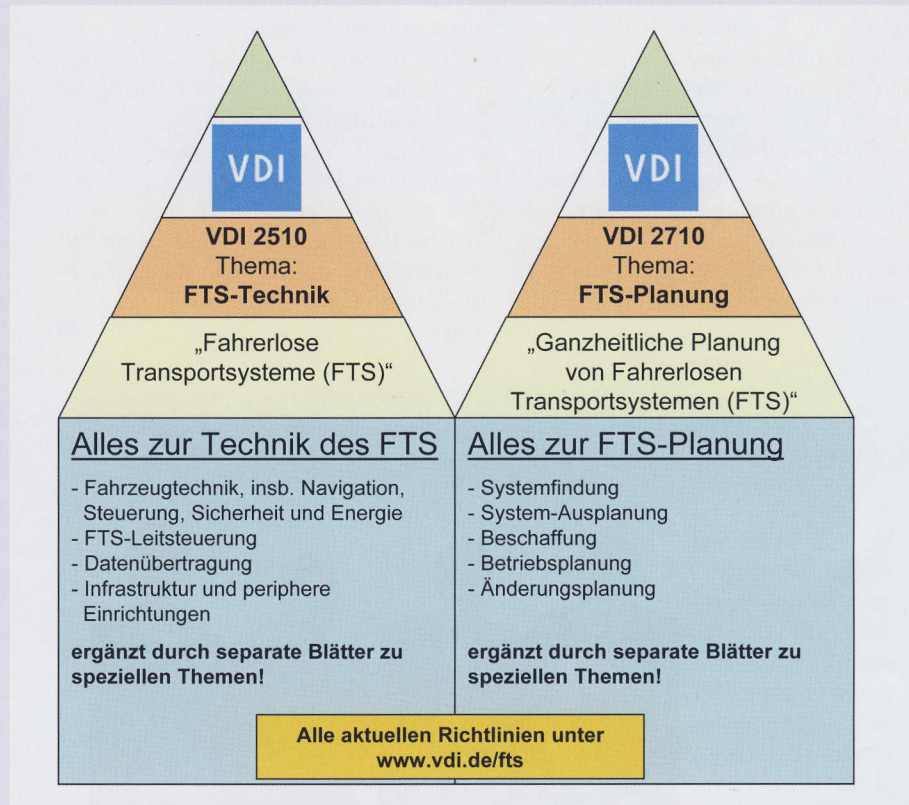 VDI
VDI 2510
Thema:
FTS-Technik
„Fahrerlose
Transportsysteme (FTS)“
Alles zur Technik des FTS
- Fahrzeugtechnik, insb. Navigation,
Steuerung, Sicherheit und Energie
- FTS-Leitsteuerung
- Datenübertragung
- Infrastruktur und periphere
Einrichtungen
ergänzt durch separate Blätter zu
speziellen Themen!
VDI
VDI 2710
Thema:
FTS-Planung
„Ganzheitliche Planung
von Fahrerlosen
Transportsystemen (FTS)“
Alles zur FTS-Planung
- Systemfindung
- System-Ausplanung
- Beschaffung
- Betriebsplanung
- Änderungsplanung
ergänzt durch separate Blätter zu
speziellen Themen!
Alle aktuellen Richtlinien unter
www.vdi.de/fts